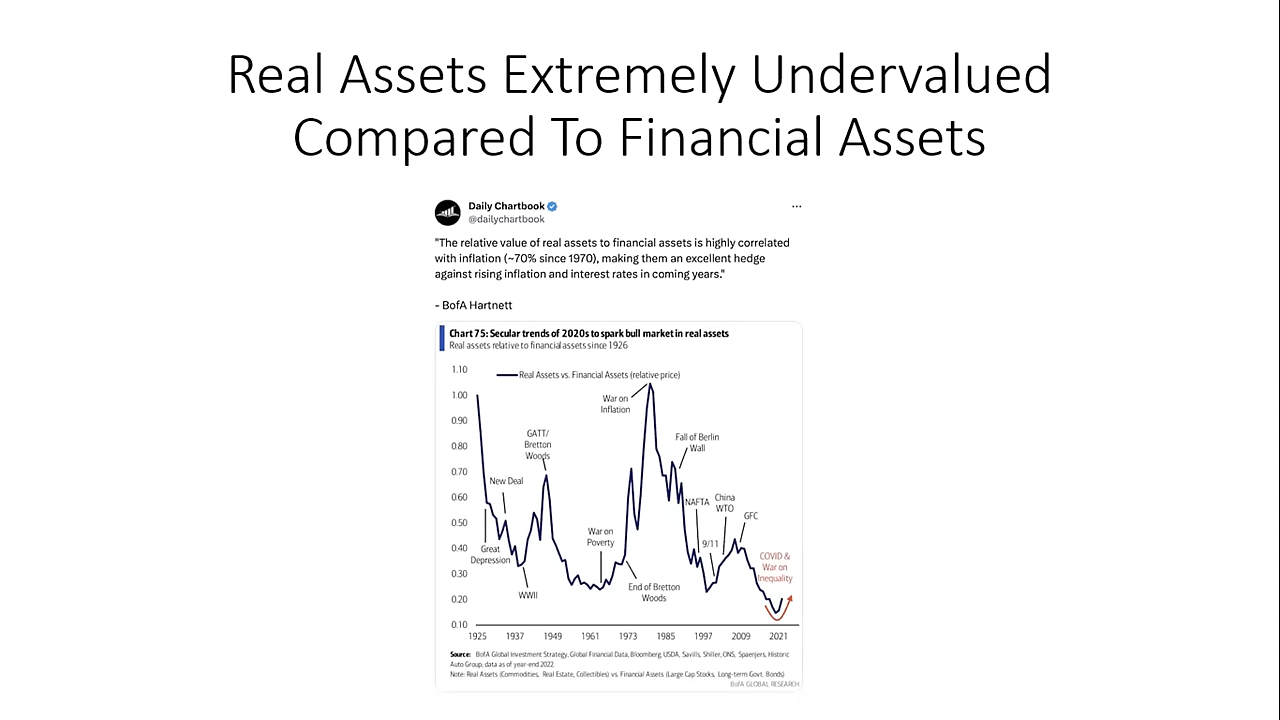 Real Assets Extremely Undervalued
Compared To Financial Assets
Daily Chartbook
@dailychartbook
...
"The relative value of real assets to financial assets is highly correlated
with inflation (~70% since 1970), making them an excellent hedge
against rising inflation and interest rates in coming years."
- BofA Hartnett
Chart 75: Secular trends of 2020s to spark bull market in real assets
Real assets relative to financial assets since 1926
1.10
1.00
0.90
0.80
0.70
0.60
0.50
0.40
0.30
0.20
0.10
Real Assets vs. Financial Assets (relative price)
War on
Inflation
GATT/
Bretton
Woods
Fall of Berlin
Wall
New Deal
NAFTA
China
WTO
GFC
War on
Poverty
9/11
Great
Depression
COVID &
War on
Inequality
WWII
End of Bretton
Woods
1925 1937 1949 1961 1973 1985 1997 2009 2021
Source: BofA Global Investment Strategy, Global Financial Data, Bloomberg, USDA, Savills, Shiller, ONS, Spaenjers, Historic
Auto Group, data as of year-end 2022.
Note: Real Assets (Commodities, Real Estate, Collectibles) vs. Financial Assets (Large Cap Stocks, Long-term Govt. Bonds)
BofA GLOBAL RESEARCH